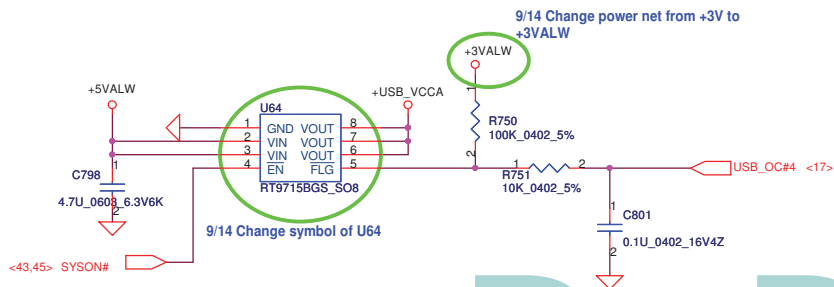 9/14 Change power net from +3V to
+3VALW
+3VALW
+5VALW
+USB_VCCA
U64
1 GND VOUT 8
2 VIN VOUT 7
3 VIN VOUT 6
4 EN FLG 5
RT9715BGS_SO8
1
R750
100K_0402_5%
2
1 2
R751
10K_0402_5%
USB_OC#4 <17>
C798
1
2
4.7U_0603_6.3V6K
9/14 Change symbol of U64
1
C801
0.1U_0402_16V4Z
2
<43,45> SYSON#